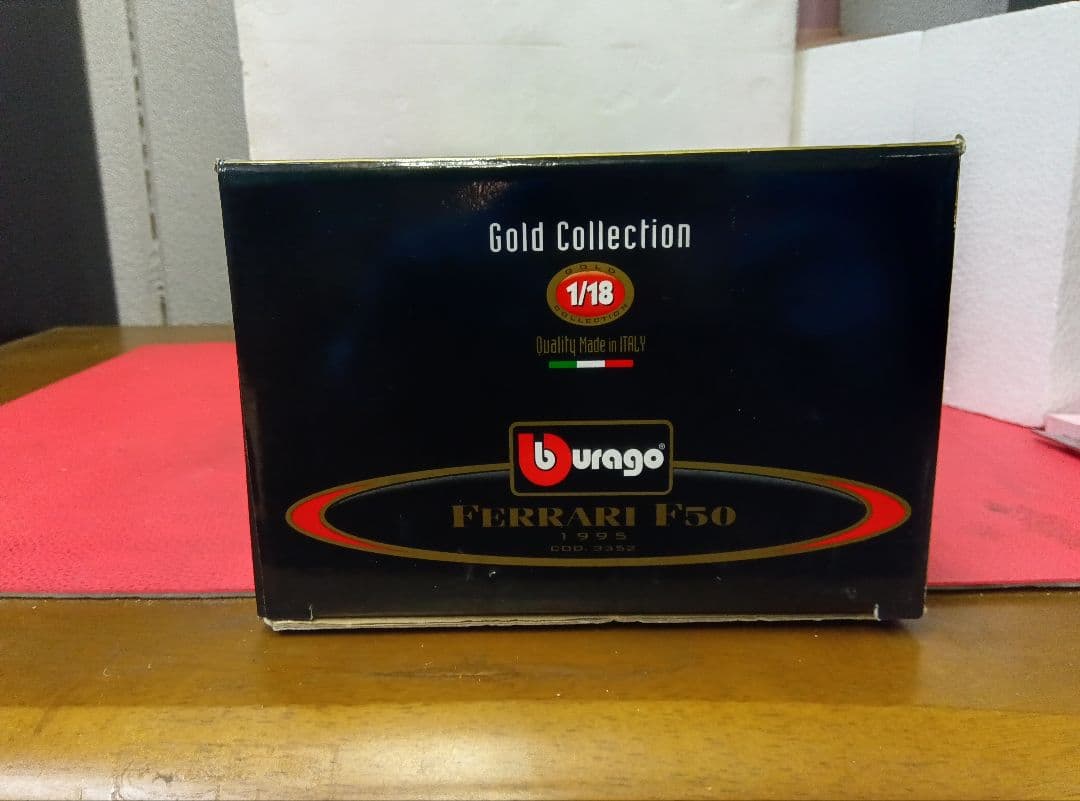 Gold Collection
GOLD
1/18
COLLECTION
Quality Made in ITALY
burago®
FERRARI F50
1995
COD. 3352